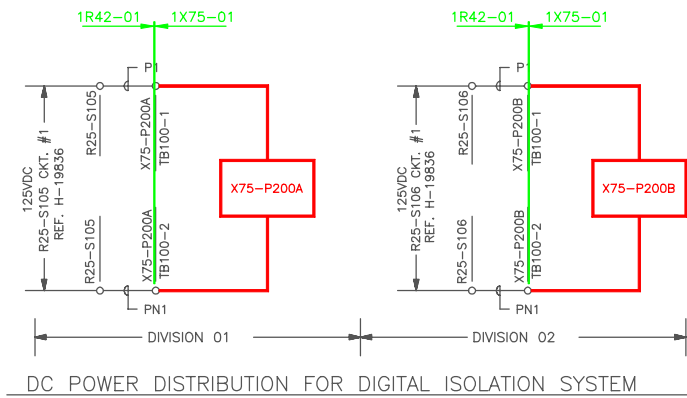 1R42-01 1X75-01 1R42-01 1X75-01
P1
P1
125VDC
R25-S105 CKT. #1
REF. H-19836
R25-S105
X75-P200A
TB100-1
X75-P200A
R25-S105
X75-P200A
TB100-2
PN1
125VDC
R25-S106 CKT. #1
REF. H-19836
R25-S106
X75-P200B
TB100-1
X75-P200B
R25-S106
X75-P200B
TB100-2
PN1
DIVISION 01 DIVISION 02
DC POWER DISTRIBUTION FOR DIGITAL ISOLATION SYSTEM